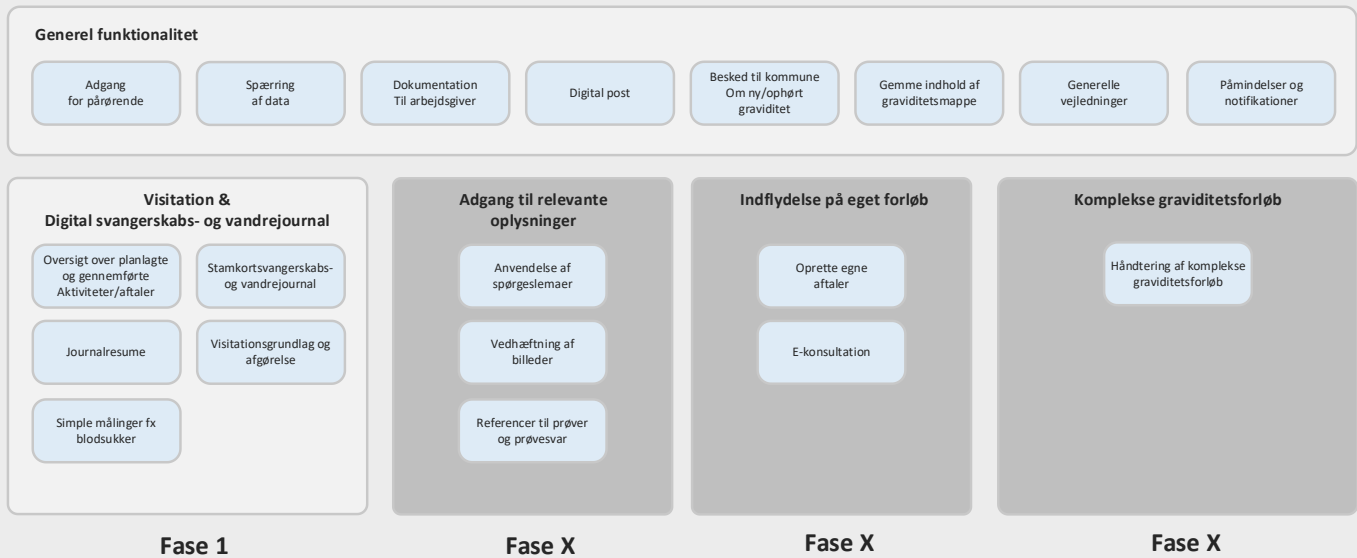 Generel funktionalitet
Adgang
for pårørende
Spærring
af data
Dokumentation
Til arbejdsgiver
Digital post
Besked til kommune
Om ny/ophørt
graviditet
Gemme indhold af
graviditetsmappe
Generelle
vejledninger
Påmindelser og
notifikationer
Visitation &
Digital svangerskabs- og vandrejournal
Oversigt over planlagte
og gennemførte
Aktiviteter/aftaler
Stamkortsvangerskabs-
og vandrejournal
Journalresume
Visitationsgrundlag og
afgørelse
Simple målinger fx
blodsukker
Fase 1
Adgang til relevante
oplysninger
Anvendelse af
spørgeslemaer
Vedhæftning af
billeder
Referencer til prøver
og prøvesvar
Fase X
Indflydelse på eget forløb
Oprette egne
aftaler
E-konsultation
Fase X
Komplekse graviditetsforløb
Håndtering af komplekse
graviditetsforløb
Fase X